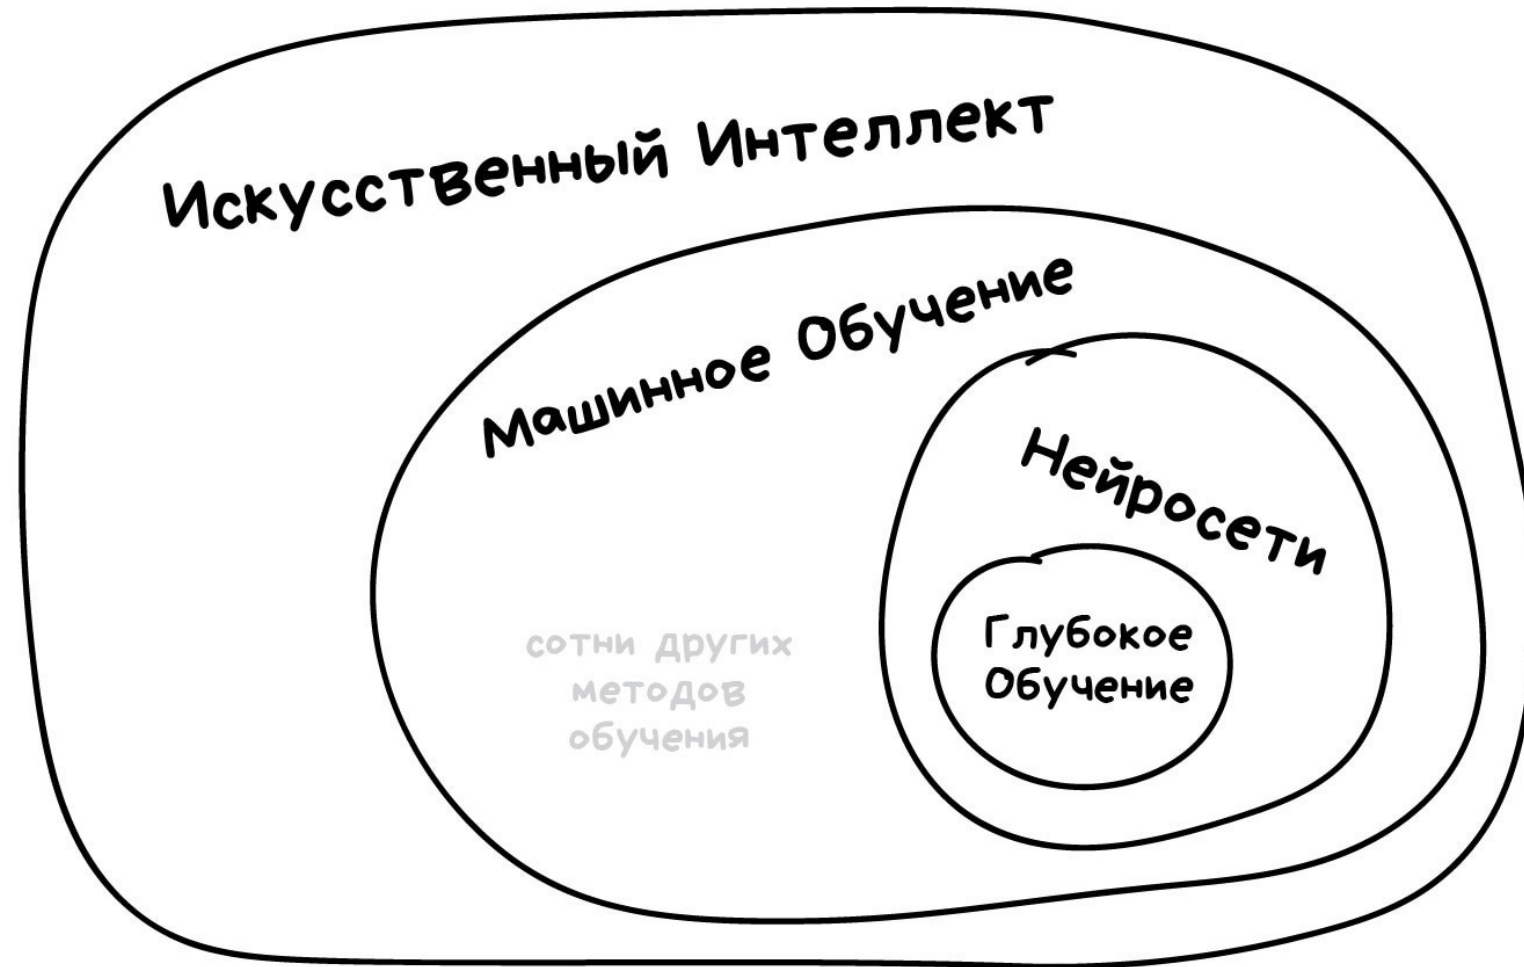 Искусственный Интеллект
Машинное Обучение
Нейросети
Глубокое
Обучение
сотни других
методов
обучения